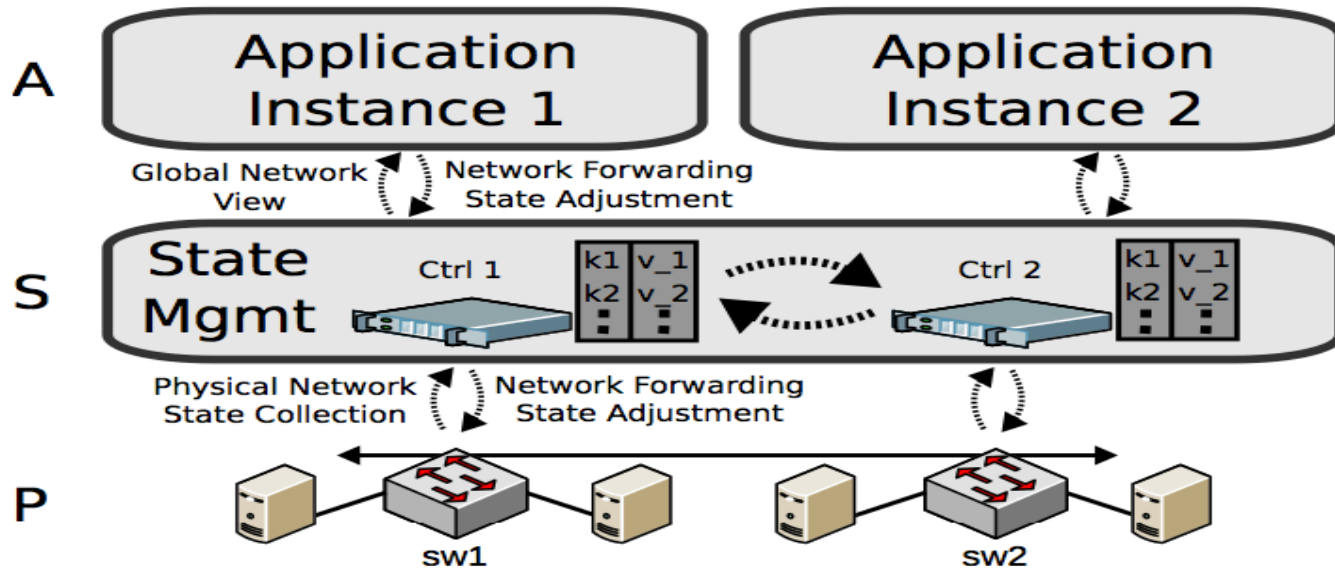 A
Application
Instance 1
Application
Instance 2
Global Network
View
Network Forwarding
State Adjustment
S
State
Mgmt
Ctrl 1
k1 v_1
k2 v_2
Ctrl 2
k1 v_1
k2 v_2
Physical Network
State Collection
Network Forwarding
State Adjustment
P
sw1
sw2